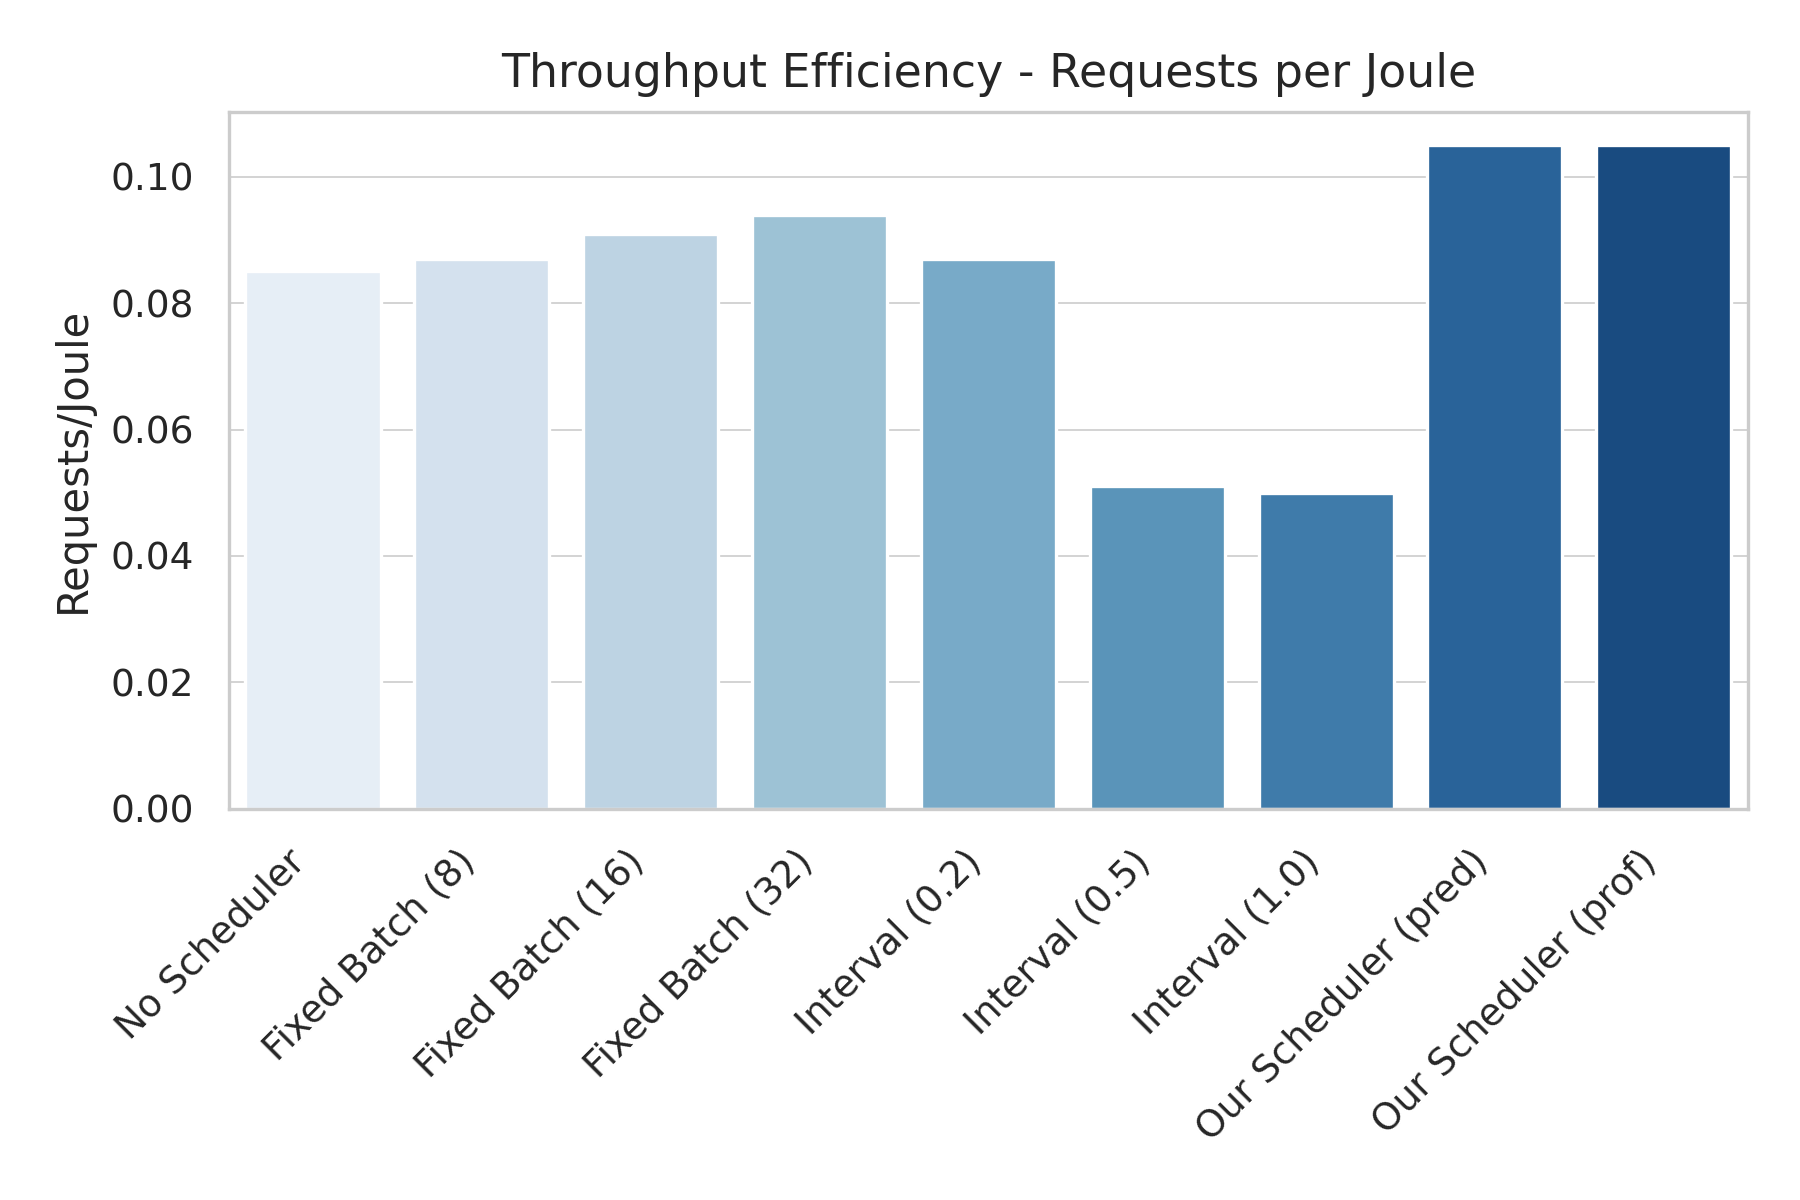 Throughput Efficiency - Requests per Joule
Requests/Joule
0.10
0.08
0.06
0.04
0.02
0.00
No Scheduler
Fixed Batch (8)
Fixed Batch (16)
Fixed Batch (32)
Interval (0.2)
Interval (0.5)
Interval (1.0)
Our Scheduler (pred)
Our Scheduler (prof)